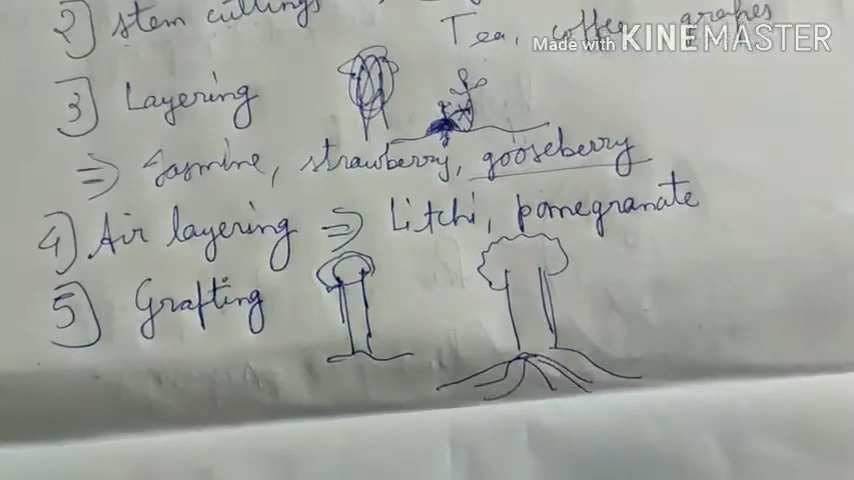 2) stem cuttings
Tea, coffee grapes
Made with KINEMASTER
3) Layering
⇒ Jasmine, strawberry, gooseberry
4) Air layering ⇒ Litchi, pomegranate
5) Grafting